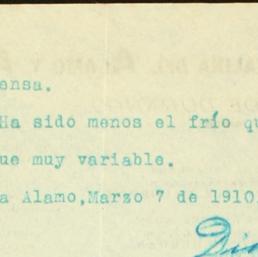 ensa.
Ha sido menos el frío qu
ue muy variable.
a Alamo,Marzo 7 de 1910